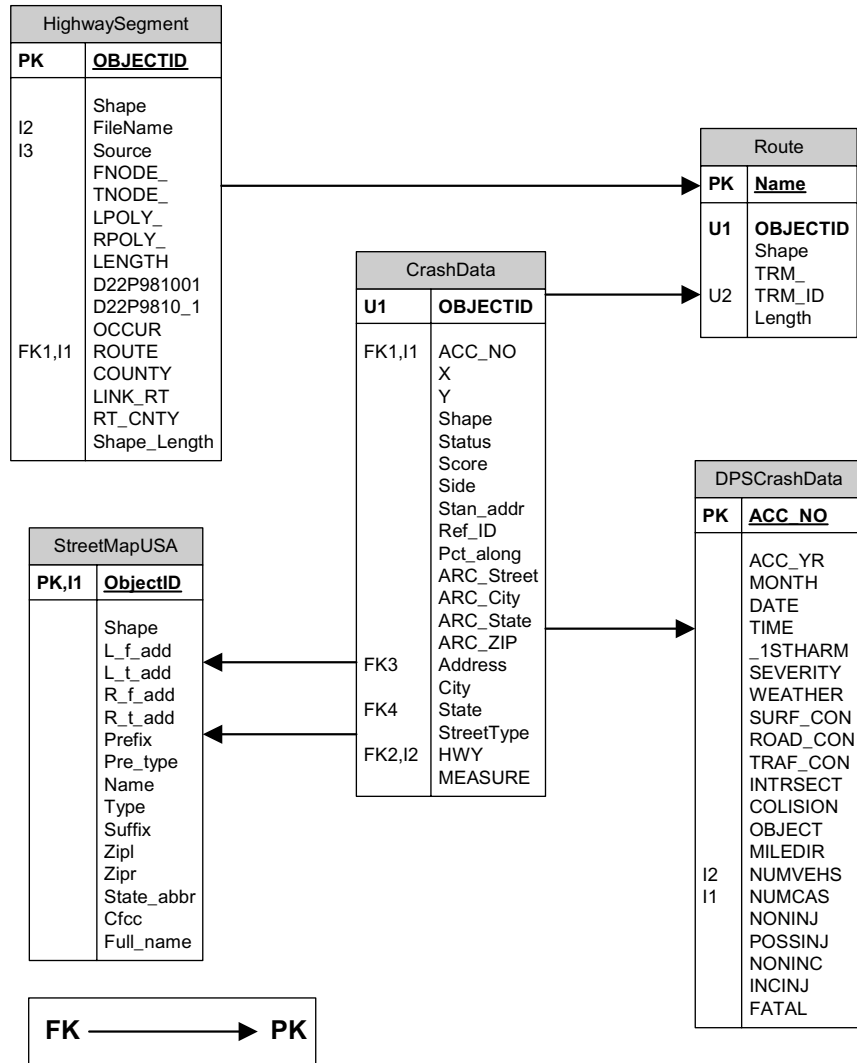 HighwaySegment
PK OBJECTID
Shape
I2 FileName
I3 Source
FNODE_
TNODE_
LPOLY_
RPOLY_
LENGTH
D22P981001
D22P9810_1
OCCUR
FK1,I1 ROUTE
COUNTY
LINK_RT
RT_CNTY
Shape_Length
Route
PK Name
U1 OBJECTID
Shape
TRM_
U2 TRM_ID
Length
CrashData
U1 OBJECTID
FK1,I1 ACC_NO
X
Y
Shape
Status
Score
Side
Stan_addr
Ref_ID
Pct_along
ARC_Street
ARC_City
ARC_State
ARC_ZIP
FK3 Address
City
FK4 State
StreetType
FK2,I2 HWY
MEASURE
StreetMapUSA
PK,I1 ObjectID
Shape
L_f_add
L_t_add
R_f_add
R_t_add
Prefix
Pre_type
Name
Type
Suffix
Zipl
Zipr
State_abbr
Cfcc
Full_name
DPSCrashData
PK ACC_NO
ACC_YR
MONTH
DATE
TIME
_1STHARM
SEVERITY
WEATHER
SURF_CON
ROAD_CON
TRAF_CON
INTRSECT
COLISION
OBJECT
MILEDIR
I2 NUMVEHS
I1 NUMCAS
NONINJ
POSSINJ
NONINC
INCINJ
FATAL
FK PK